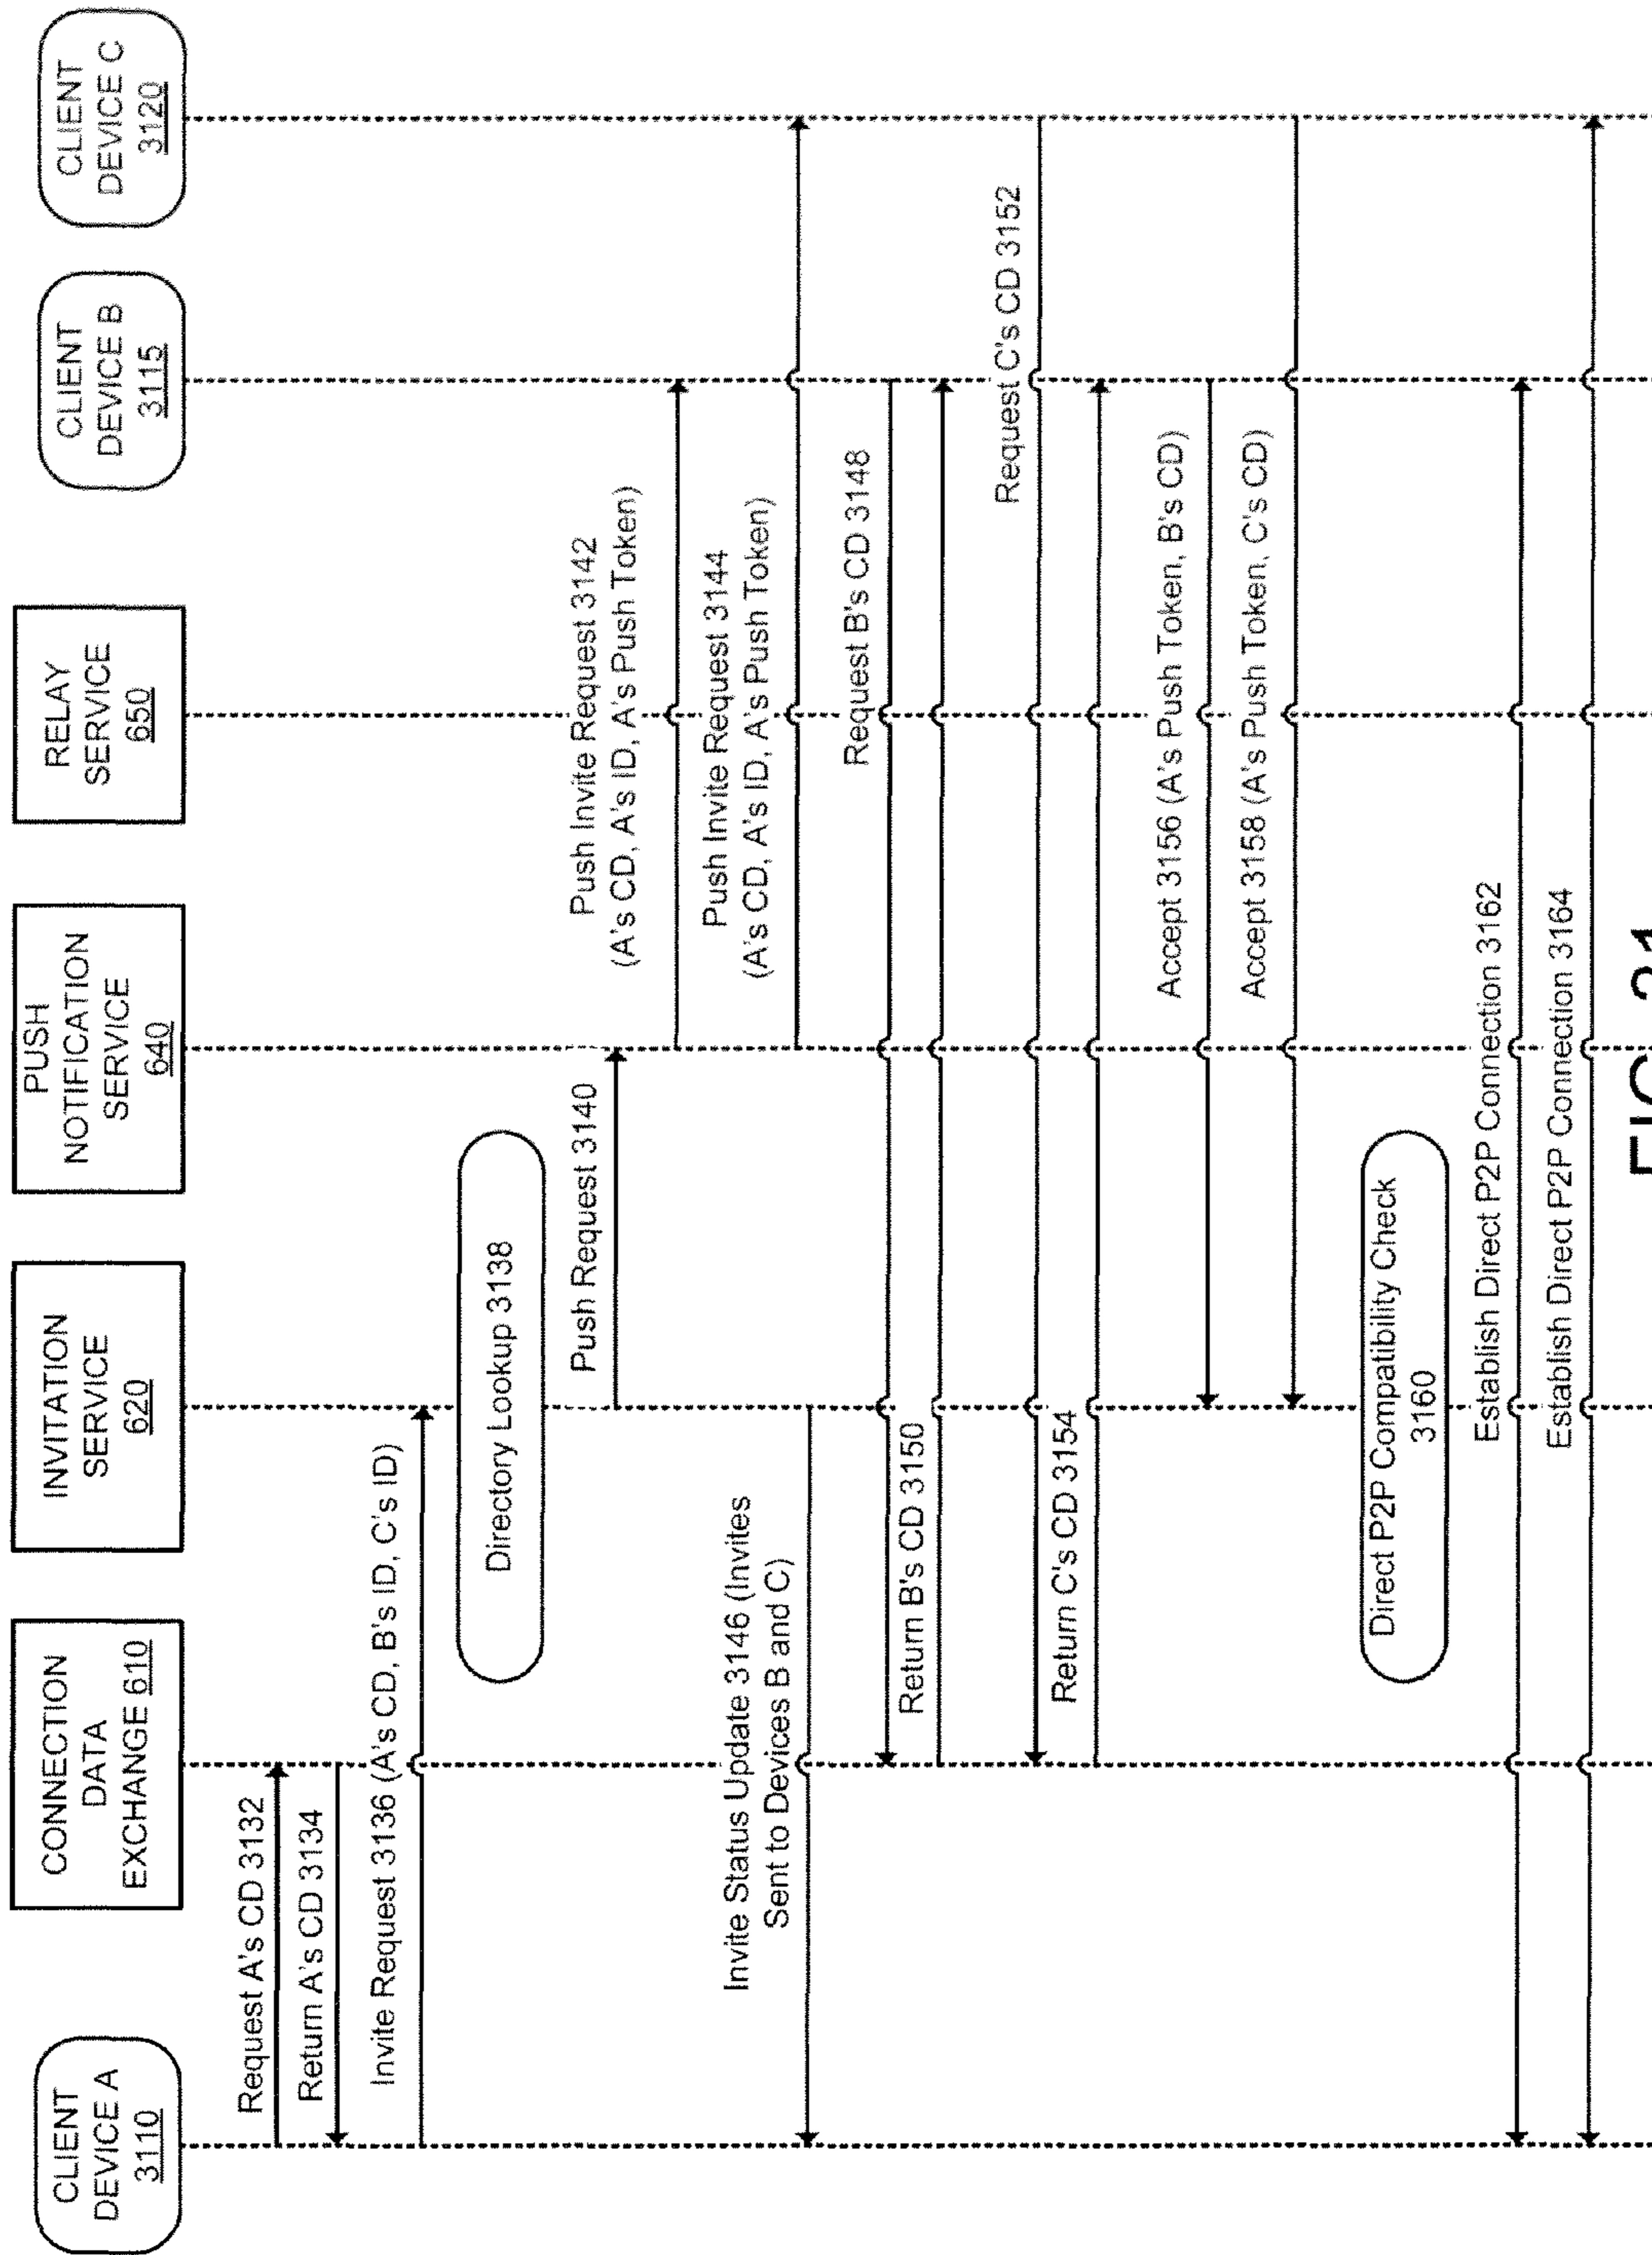 CLIENT
DEVICE A
3110
CONNECTION
DATA
EXCHANGE 610
INVITATION
SERVICE
620
PUSH
NOTIFICATION
SERVICE
640
RELAY
SERVICE
650
CLIENT
DEVICE B
3115
CLIENT
DEVICE C
3120
Request A's CD 3132
Return A's CD 3134
Invite Request 3136 (A's CD, B's ID, C's ID)
Directory Lookup 3138
Push Request 3140
Push Invite Request 3142
(A's CD, A's ID, A's Push Token)
Push Invite Request 3144
(A's CD, A's ID, A's Push Token)
Invite Status Update 3146 (Invites
Sent to Devices B and C)
Request B's CD 3148
Return B's CD 3150
Request C's CD 3152
Return C's CD 3154
Accept 3156 (A's Push Token, B's CD)
Accept 3158 (A's Push Token, C's CD)
Direct P2P Compatibility Check
3160
Establish Direct P2P Connection 3162
Establish Direct P2P Connection 3164
FIG. 31